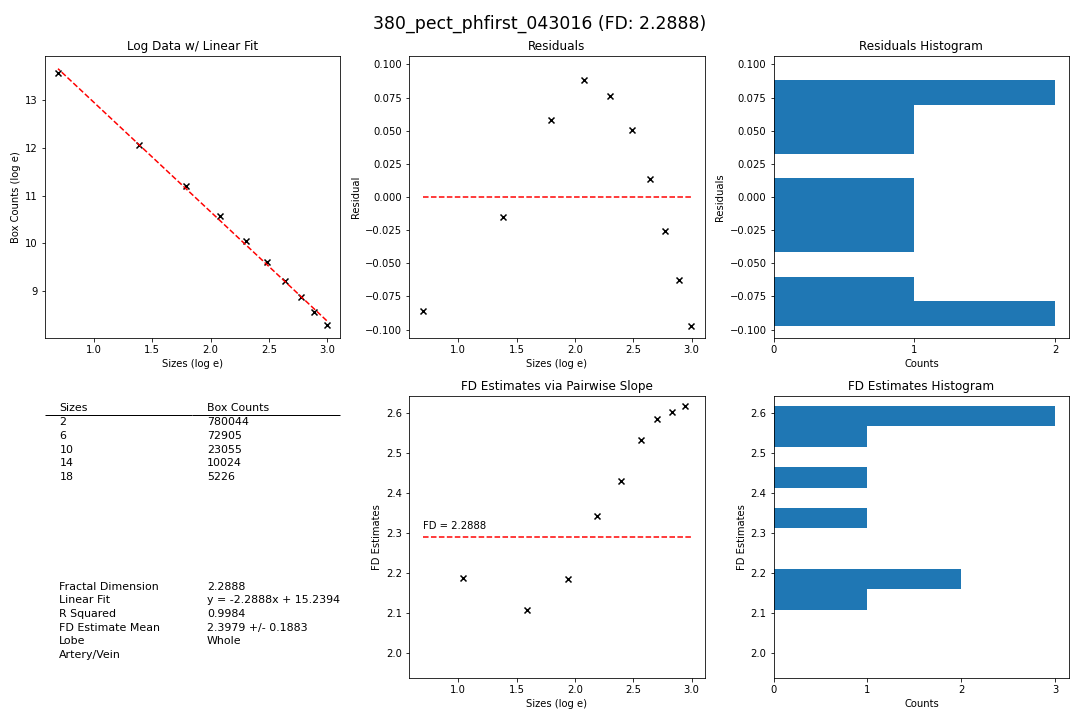 380_pect_phfirst_043016 (FD: 2.2888)
Log Data w/ Linear Fit
Box Counts (log e)
13
12
11
10
9
1.0 1.5 2.0 2.5 3.0
Sizes (log e)
Residuals
Residual
0.100
0.075
0.050
0.025
0.000
−0.025
−0.050
−0.075
−0.100
1.0 1.5 2.0 2.5 3.0
Sizes (log e)
Residuals Histogram
Residuals
0.100
0.075
0.050
0.025
0.000
−0.025
−0.050
−0.075
−0.100
0 1 2
Counts
Sizes Box Counts
2 780044
6 72905
10 23055
14 10024
18 5226
Fractal Dimension 2.2888
Linear Fit y = -2.2888x + 15.2394
R Squared 0.9984
FD Estimate Mean 2.3979 +/- 0.1883
Lobe Whole
Artery/Vein
FD Estimates via Pairwise Slope
FD Estimates
2.6
2.5
2.4
2.3
2.2
2.1
2.0
FD = 2.2888
1.0 1.5 2.0 2.5 3.0
Sizes (log e)
FD Estimates Histogram
FD Estimates
2.6
2.5
2.4
2.3
2.2
2.1
2.0
0 1 2 3
Counts